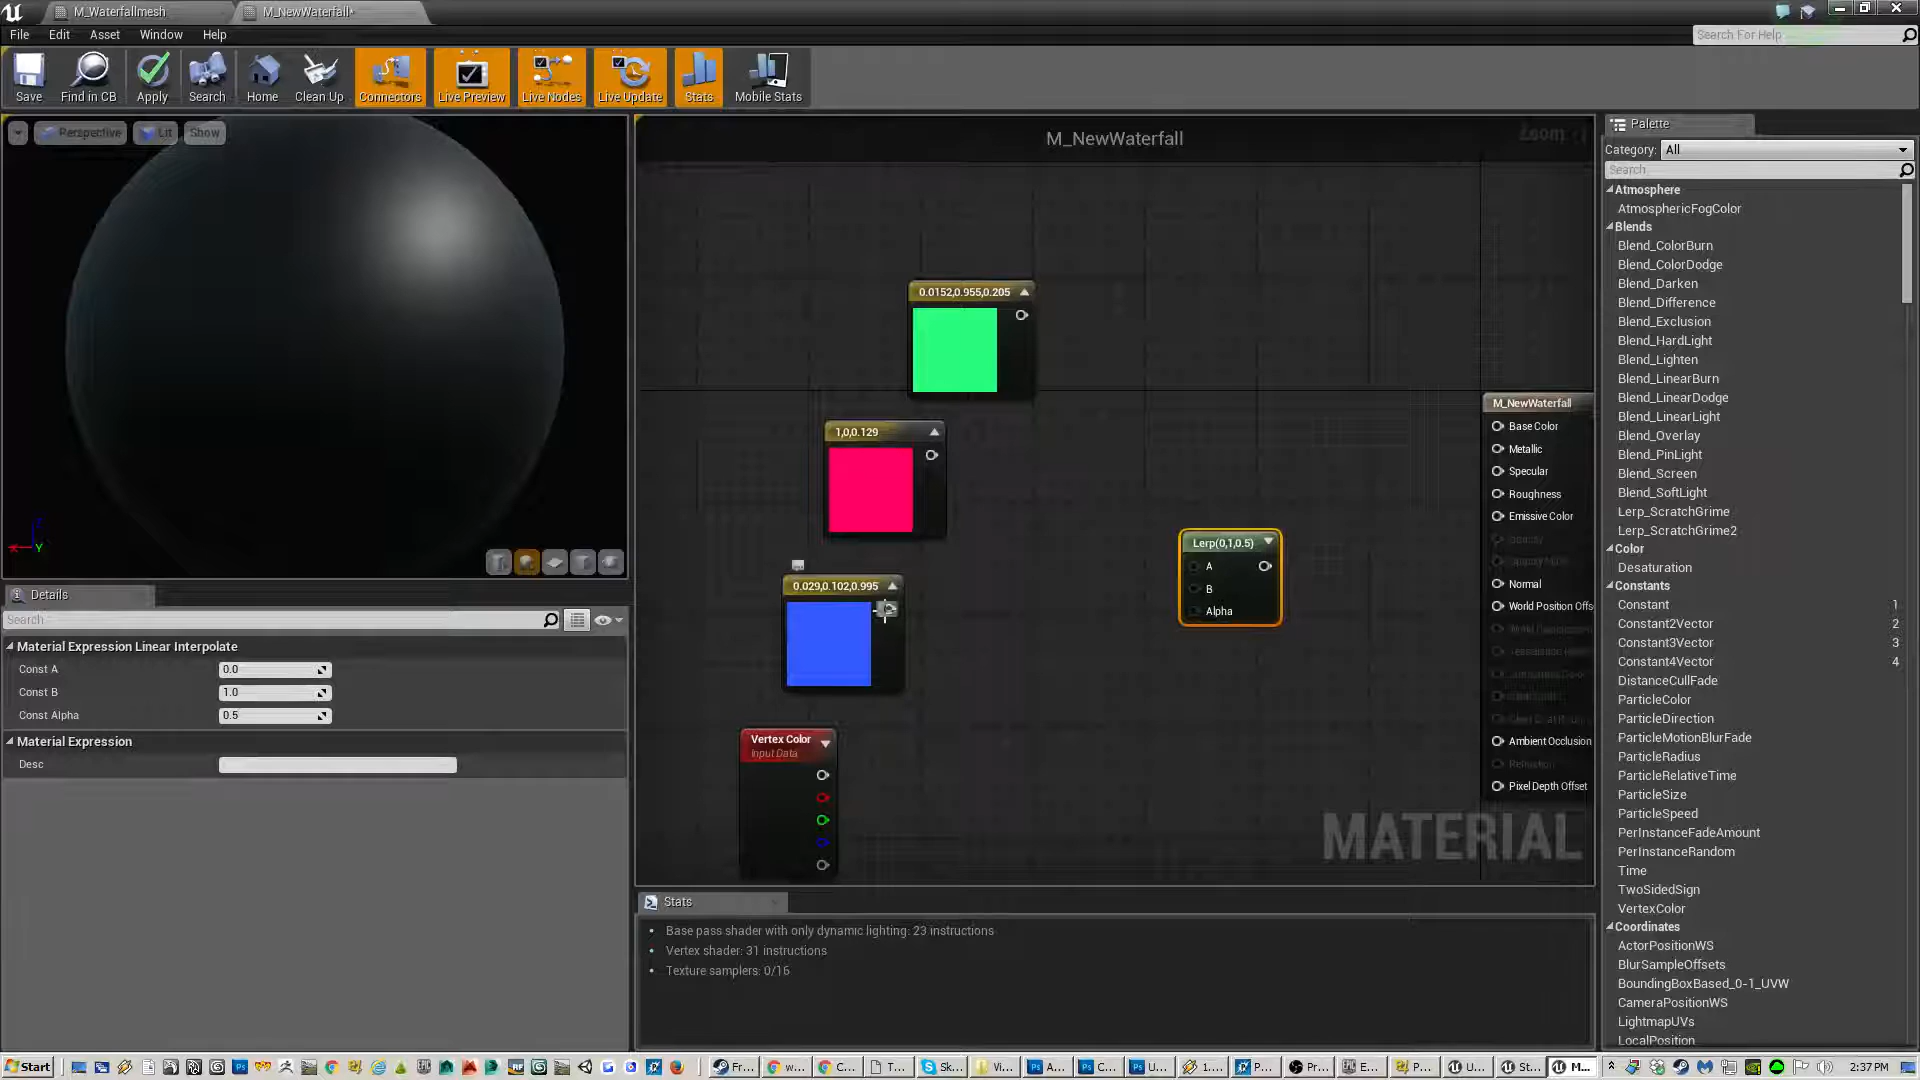 M_Waterfallmesh
M_NewWaterfall*
File Edit Asset Window Help
Search For Help
Save
Find in CB
Apply
Search
Home
Clean Up
Connectors
Live Preview
Live Nodes
Live Update
Stats
Mobile Stats
Perspective
Lit
Show
M_NewWaterfall
Zoom
0.0152,0.955,0.205
1,0,0.129
0.029,0.102,0.995
Vertex Color
Input Data
Lerp(0,1,0.5)
A
B
Alpha
M_NewWaterfall
Base Color
Metallic
Specular
Roughness
Emissive Color
Opacity
Normal
World Position Offs
Ambient Occlusion
Refraction
Pixel Depth Offset
MATERIAL
Z
Y
Details
Search
Material Expression Linear Interpolate
Const A 0.0
Const B 1.0
Const Alpha 0.5
Material Expression
Desc
Stats
Base pass shader with only dynamic lighting: 23 instructions
Vertex shader: 31 instructions
Texture samplers: 0/16
Palette
Category: All
Search
Atmosphere
AtmosphericFogColor
Blends
Blend_ColorBurn
Blend_ColorDodge
Blend_Darken
Blend_Difference
Blend_Exclusion
Blend_HardLight
Blend_Lighten
Blend_LinearBurn
Blend_LinearDodge
Blend_LinearLight
Blend_Overlay
Blend_PinLight
Blend_Screen
Blend_SoftLight
Lerp_ScratchGrime
Lerp_ScratchGrime2
Color
Desaturation
Constants
Constant 1
Constant2Vector 2
Constant3Vector 3
Constant4Vector 4
DistanceCullFade
ParticleColor
ParticleDirection
ParticleMotionBlurFade
ParticleRadius
ParticleRelativeTime
ParticleSize
ParticleSpeed
PerInstanceFadeAmount
PerInstanceRandom
Time
TwoSidedSign
VertexColor
Coordinates
ActorPositionWS
BlurSampleOffsets
BoundingBoxBased_0-1_UVW
CameraPositionWS
LightmapUVs
LocalPosition
Start
Fr...
w...
C...
T...
Sk...
Vi...
A...
C...
U...
1...
P...
Pr...
E...
P...
U...
St...
M...
2:37 PM